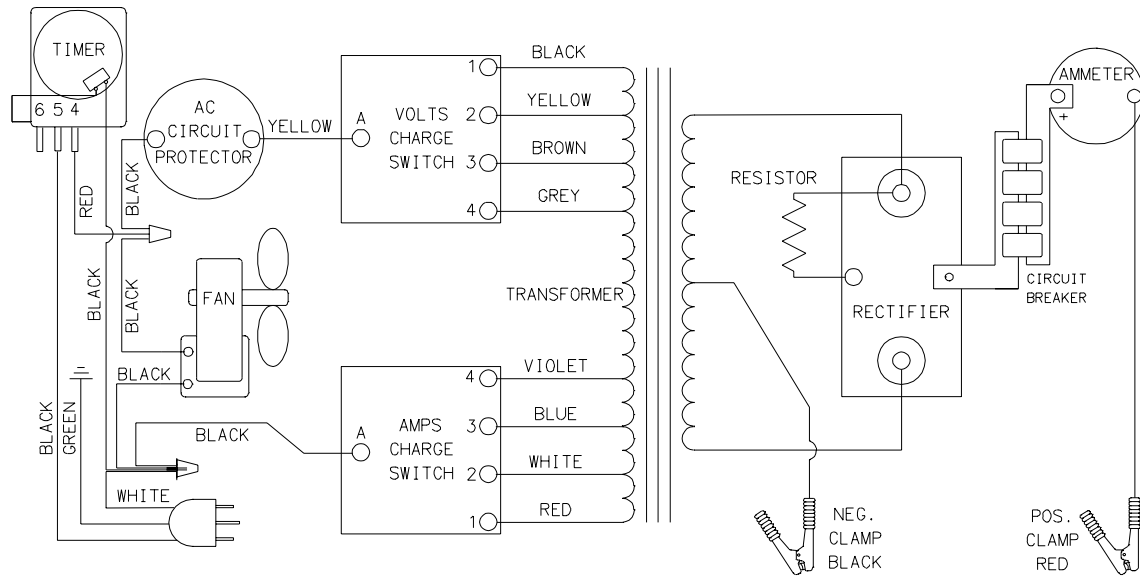 TIMER
6 5 4
AC
CIRCUIT
PROTECTOR
YELLOW
A
VOLTS
CHARGE
SWITCH
1
2
3
4
BLACK
YELLOW
BROWN
GREY
TRANSFORMER
RED
BLACK
BLACK
BLACK
FAN
BLACK
BLACK
GREEN
BLACK
WHITE
A
AMPS
CHARGE
SWITCH
4
3
2
1
VIOLET
BLUE
WHITE
RED
RESISTOR
RECTIFIER
AMMETER
+
CIRCUIT
BREAKER
NEG.
CLAMP
BLACK
POS.
CLAMP
RED